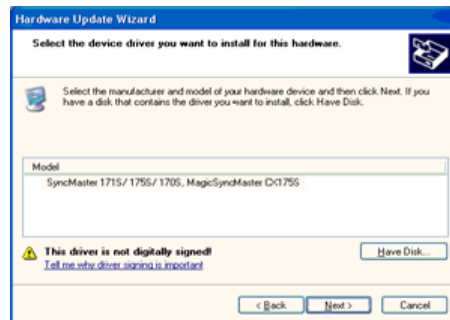 Hardware Update Wizard
Select the device driver you want to install for this hardware.
Select the manufacturer and model of your hardware device and then click Next. If you
have a disk that contains the driver you want to install, click Have Disk.
Model
SyncMaster 171S/ 175S/ 170S, MagicSyncMaster CX175S
This driver is not digitally signed!
Have Disk...
Tell me why driver signing is important
< Back
Next >
Cancel